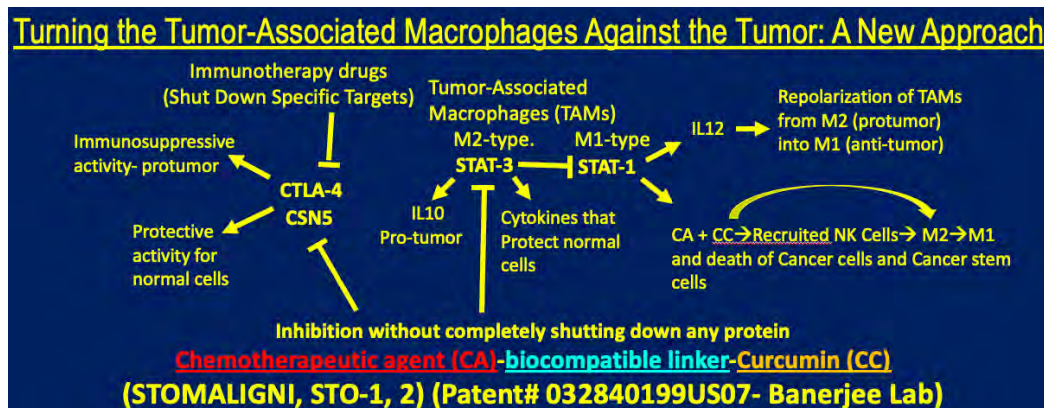 Turning the Tumor-Associated Macrophages Against the Tumor: A New Approach
Immunotherapy drugs
(Shut Down Specific Targets)
Immunosuppressive
activity- protumor
CTLA-4
CSN5
Protective
activity for
normal cells
Tumor-Associated
Macrophages (TAMs)
M2-type. M1-type
STAT-3 STAT-1
IL10
Pro-tumor
Cytokines that
Protect normal
cells
IL12
Repolarization of TAMs
from M2 (protumor)
into M1 (anti-tumor)
CA + CC→Recruited NK Cells→ M2→M1
and death of Cancer cells and Cancer stem
cells
Inhibition without completely shutting down any protein
Chemotherapeutic agent (CA)-biocompatible linker-Curcumin (CC)
(STOMALIGNI, STO-1, 2) (Patent# 032840199US07- Banerjee Lab)